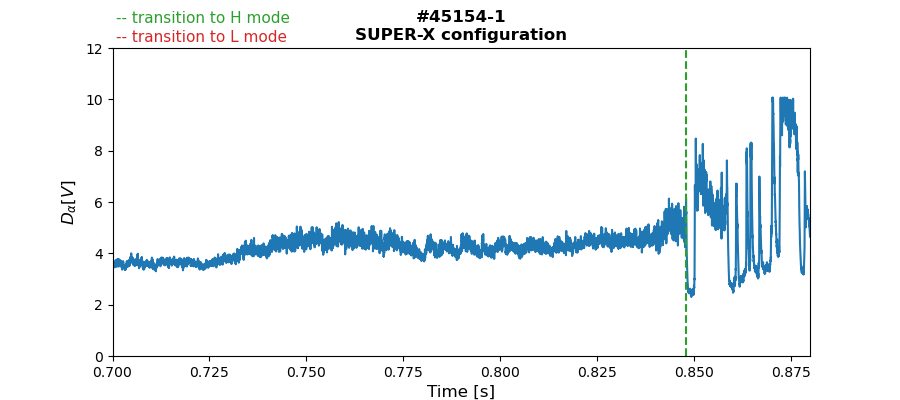 -- transition to H mode
-- transition to L mode
#45154-1
SUPER-X configuration
12
10
8
6
4
2
0
Dα[V]
0.700 0.725 0.750 0.775 0.800 0.825 0.850 0.875
Time [s]